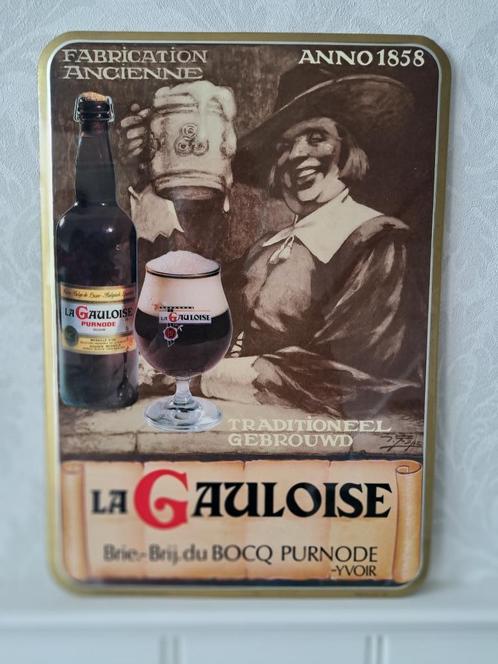 FABRICATION
ANCIENNE
ANNO 1858
LA GAULOISE
PURNODE
LA GAULOISE
TRADITIONEEL
GEBROUWD
LA GAULOISE
Brie.-Brij.du BOCQ PURNODE
-YVOIR